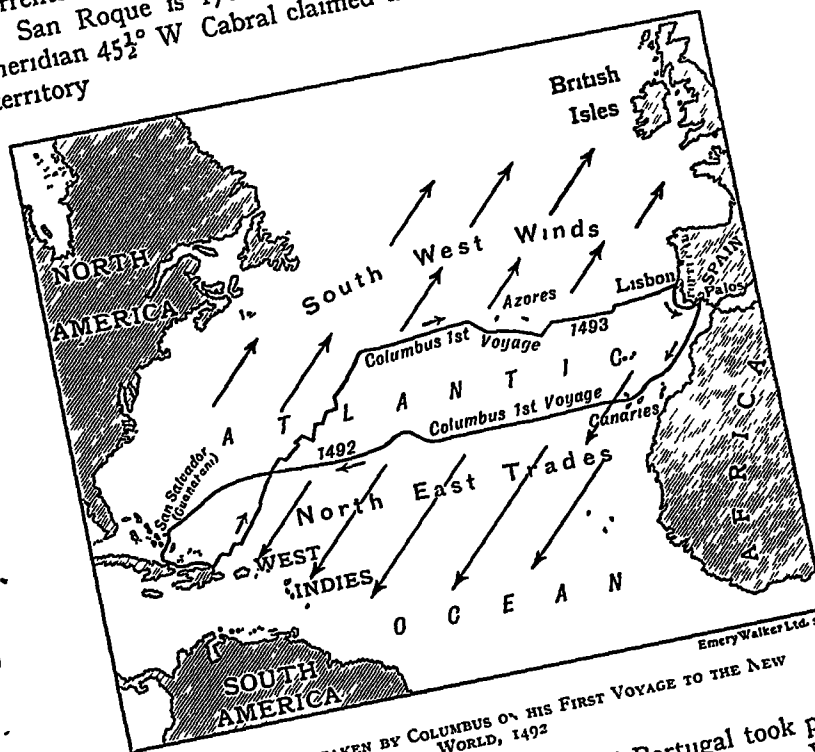 San Roque is
meridian 45½° W Cabral claimed
territory
British
Isles
NORTH
AMERICA
South West Winds
Lisbon
SPAIN
Palos
Azores
Columbus 1st Voyage 1493
ATLANTIC
Columbus 1st Voyage
1492
Canaries
AFRICA
San Salvador
(Guanahani)
North East Trades
WEST
INDIES
OCEAN
SOUTH
AMERICA
Emery Walker Ltd.
TAKEN BY COLUMBUS ON HIS FIRST VOYAGE TO THE NEW
WORLD, 1492
Portugal took